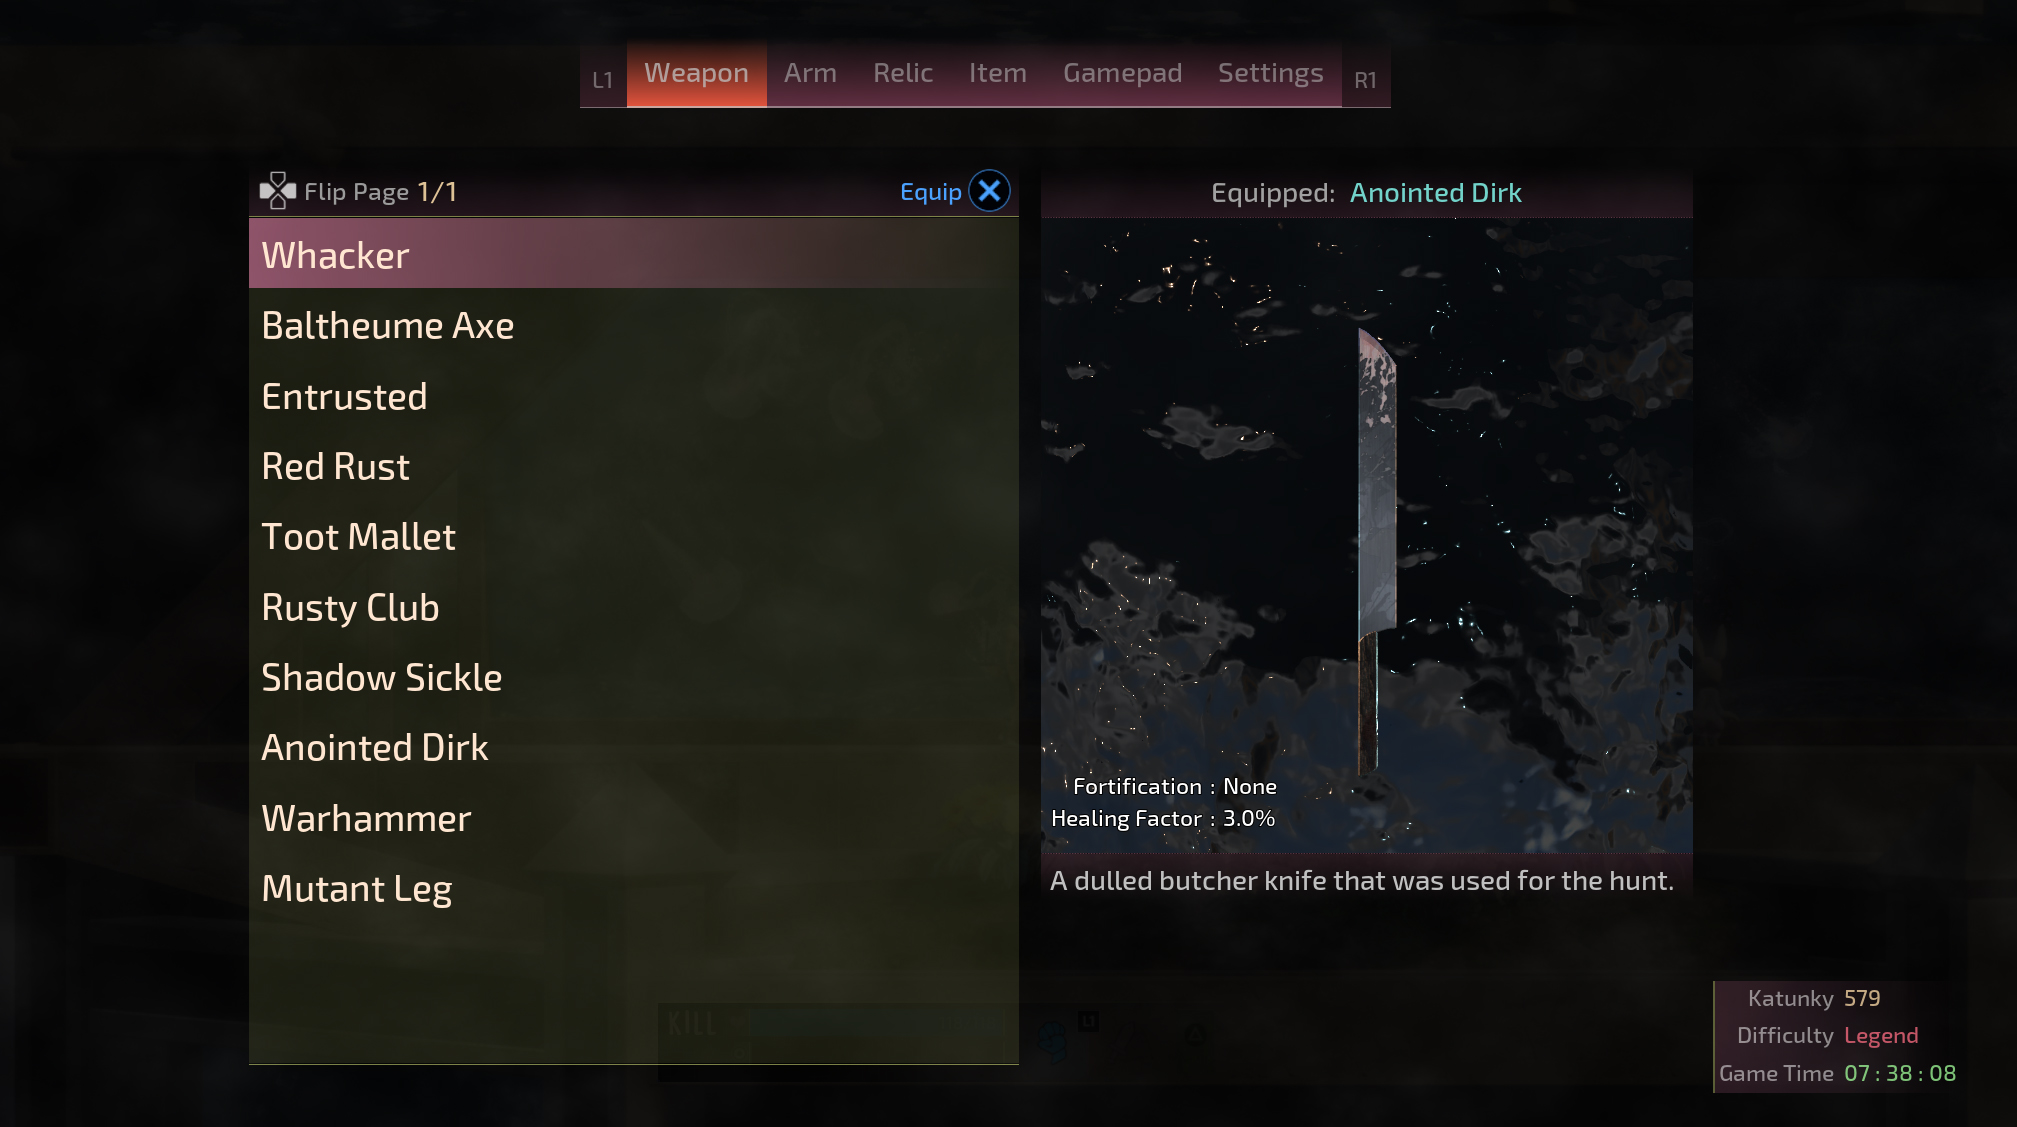 L1 Weapon Arm Relic Item Gamepad Settings R1
Flip Page 1/1 Equip
Whacker
Baltheume Axe
Entrusted
Red Rust
Toot Mallet
Rusty Club
Shadow Sickle
Anointed Dirk
Warhammer
Mutant Leg
Equipped: Anointed Dirk
Fortification : None
Healing Factor : 3.0%
A dulled butcher knife that was used for the hunt.
KILL
L1
Katunky 579
Difficulty Legend
Game Time 07 : 38 : 08